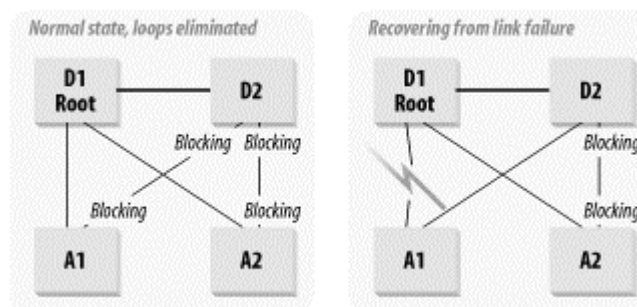 Normal state, loops eliminated
D1
Root
D2
Blocking
Blocking
Blocking
Blocking
A1
A2
Recovering from link failure
D1
Root
D2
Blocking
Blocking
A1
A2